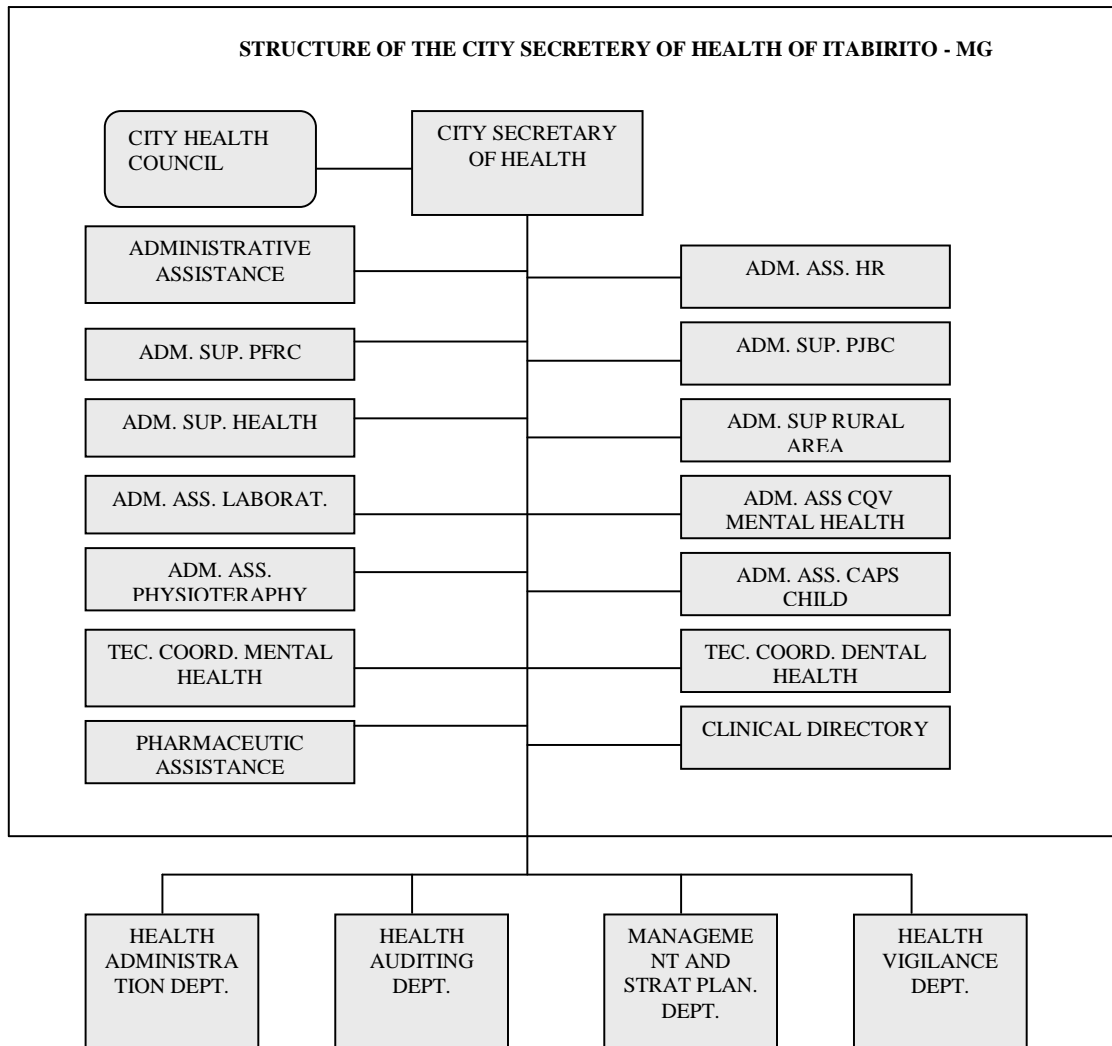 STRUCTURE OF THE CITY SECRETERY OF HEALTH OF ITABIRITO - MG
CITY HEALTH
COUNCIL
CITY SECRETARY
OF HEALTH
ADMINISTRATIVE
ASSISTANCE
ADM. ASS. HR
ADM. SUP. PFRC
ADM. SUP. PJBC
ADM. SUP. HEALTH
ADM. SUP RURAL
AREA
ADM. ASS. LABORAT.
ADM. ASS CQV
MENTAL HEALTH
ADM. ASS.
PHYSIOTERAPHY
ADM. ASS. CAPS
CHILD
TEC. COORD. MENTAL
HEALTH
TEC. COORD. DENTAL
HEALTH
PHARMACEUTIC
ASSISTANCE
CLINICAL DIRECTORY
HEALTH
ADMINISTRA
TION DEPT.
HEALTH
AUDITING
DEPT.
MANAGEME
NT AND
STRAT PLAN.
DEPT.
HEALTH
VIGILANCE
DEPT.